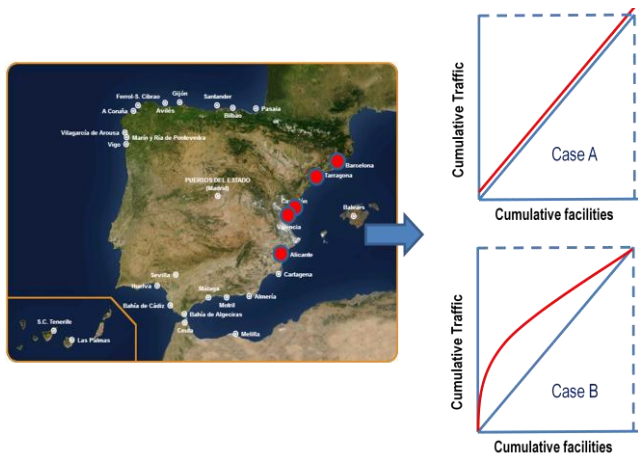 Ferrol-S. Cibrao
Gijón
A Coruña
Avilés
Santander
Bilbao
Pasaia
Vilagarcía de Arousa
Marín y Ría de Pontevedra
Vigo
PUERTOS DEL ESTADO
(Madrid)
Barcelona
Tarragona
Valencia
Balears
Alicante
Cartagena
Sevilla
Huelva
Málaga
Motril
Almería
Bahía de Cádiz
Bahía de Algeciras
Ceuta
Melilla
S.C. Tenerife
Las Palmas
Cumulative Traffic
Case A
Cumulative facilities
Cumulative Traffic
Case B
Cumulative facilities